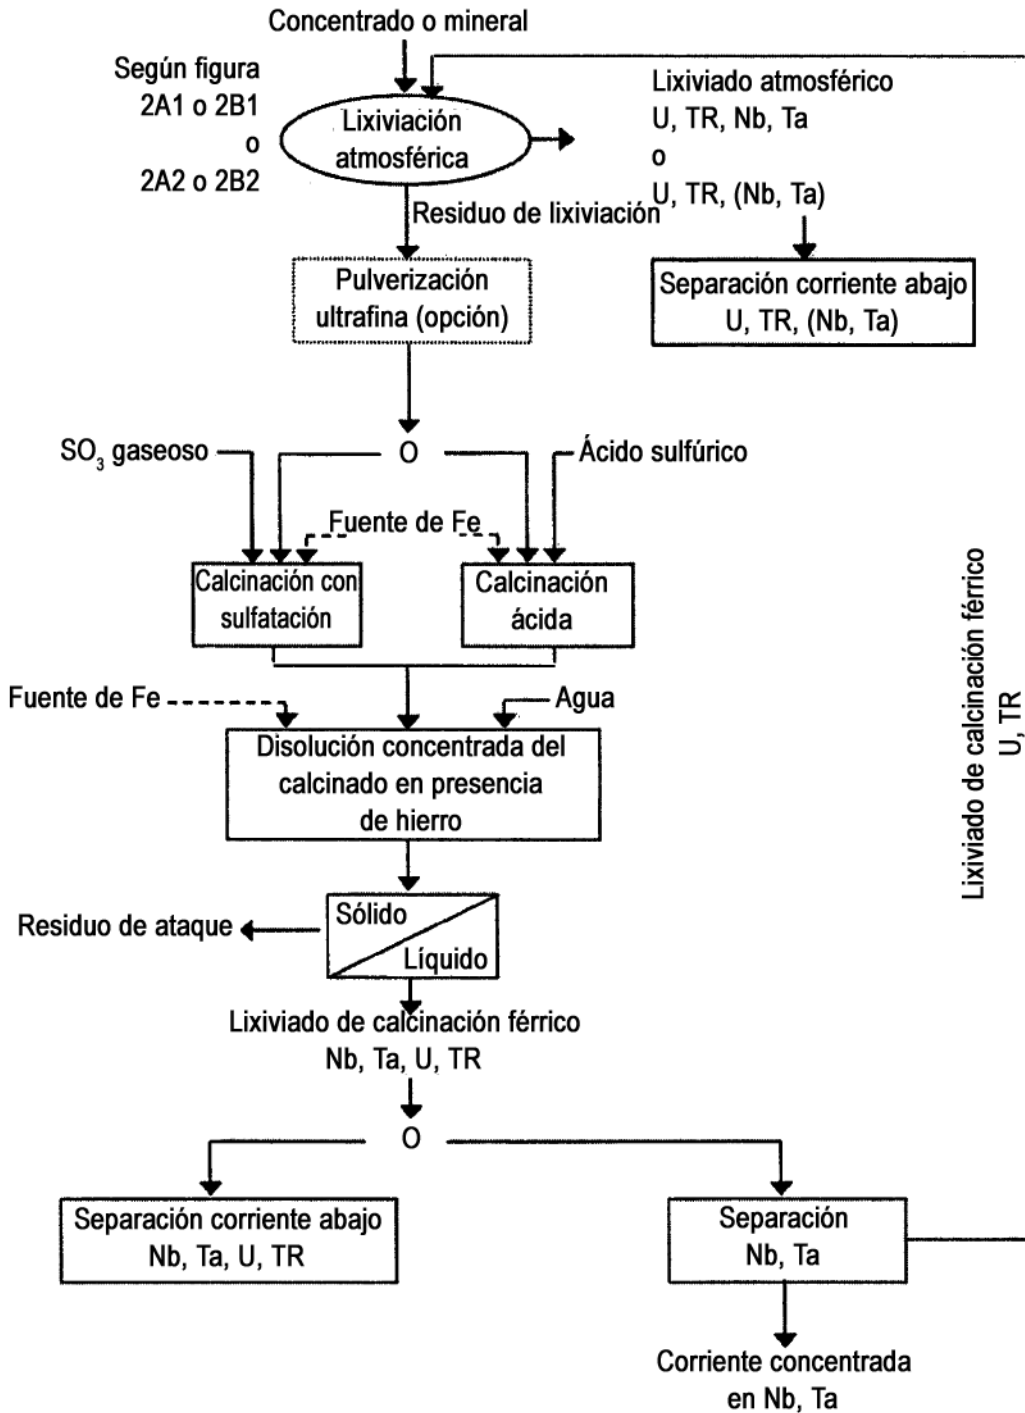 Concentrado o mineral
Según figura
2A1 o 2B1
o
2A2 o 2B2
Lixiviación
atmosférica
Lixiviado atmosférico
U, TR, Nb, Ta
o
U, TR, (Nb, Ta)
Residuo de lixiviación
Pulverización
ultrafina (opción)
Separación corriente abajo
U, TR, (Nb, Ta)
SO₃ gaseoso
O
Ácido sulfúrico
Fuente de Fe
Calcinación con
sulfatación
Calcinación
ácida
Fuente de Fe
Agua
Disolución concentrada del
calcinado en presencia
de hierro
Lixiviado de calcinación férrico
U, TR
Residuo de ataque
Sólido
Líquido
Lixiviado de calcinación férrico
Nb, Ta, U, TR
O
Separación corriente abajo
Nb, Ta, U, TR
Separación
Nb, Ta
Corriente concentrada
en Nb, Ta